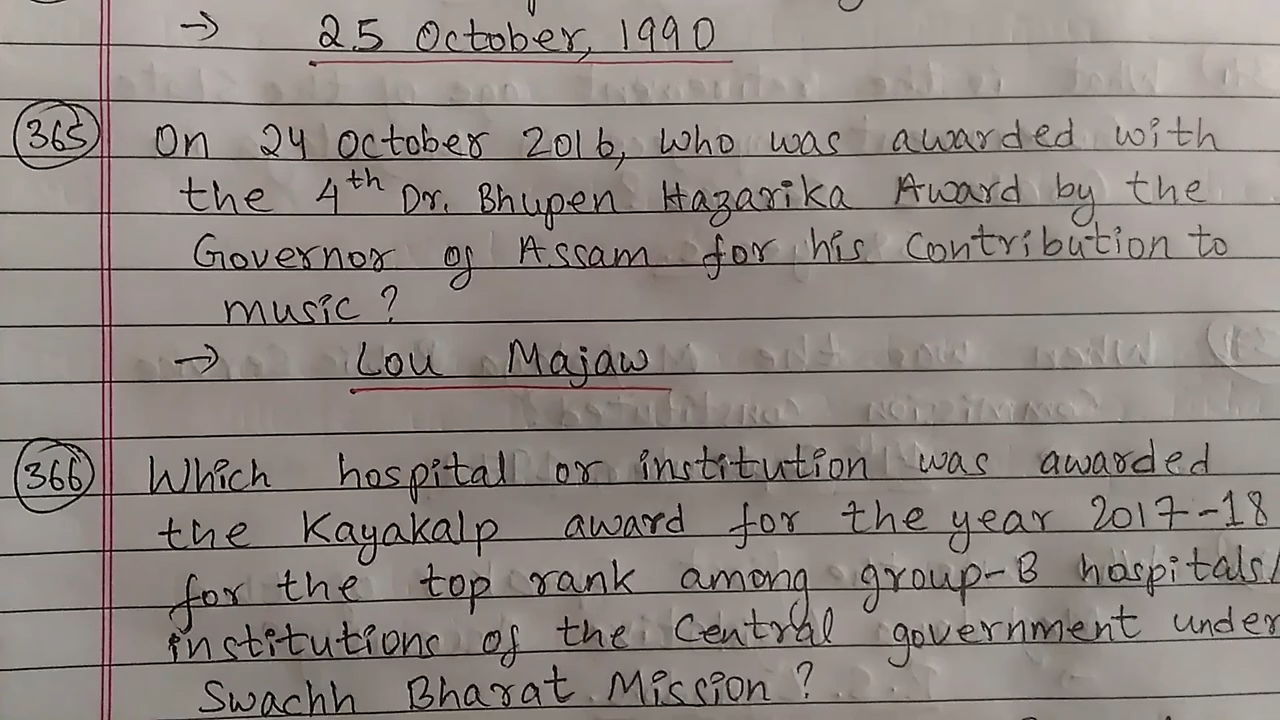 → 25 October, 1990
365 On 24 October 2016, who was awarded with
the 4th Dr. Bhupen Hazarika Award by the
Governor of Assam for his contribution to
music?
→ Lou Majaw
366 Which hospital or institution was awarded
the Kayakalp award for the year 2017-18
for the top rank among group-B hospitals/
institutions of the Central government under
Swachh Bharat Mission?